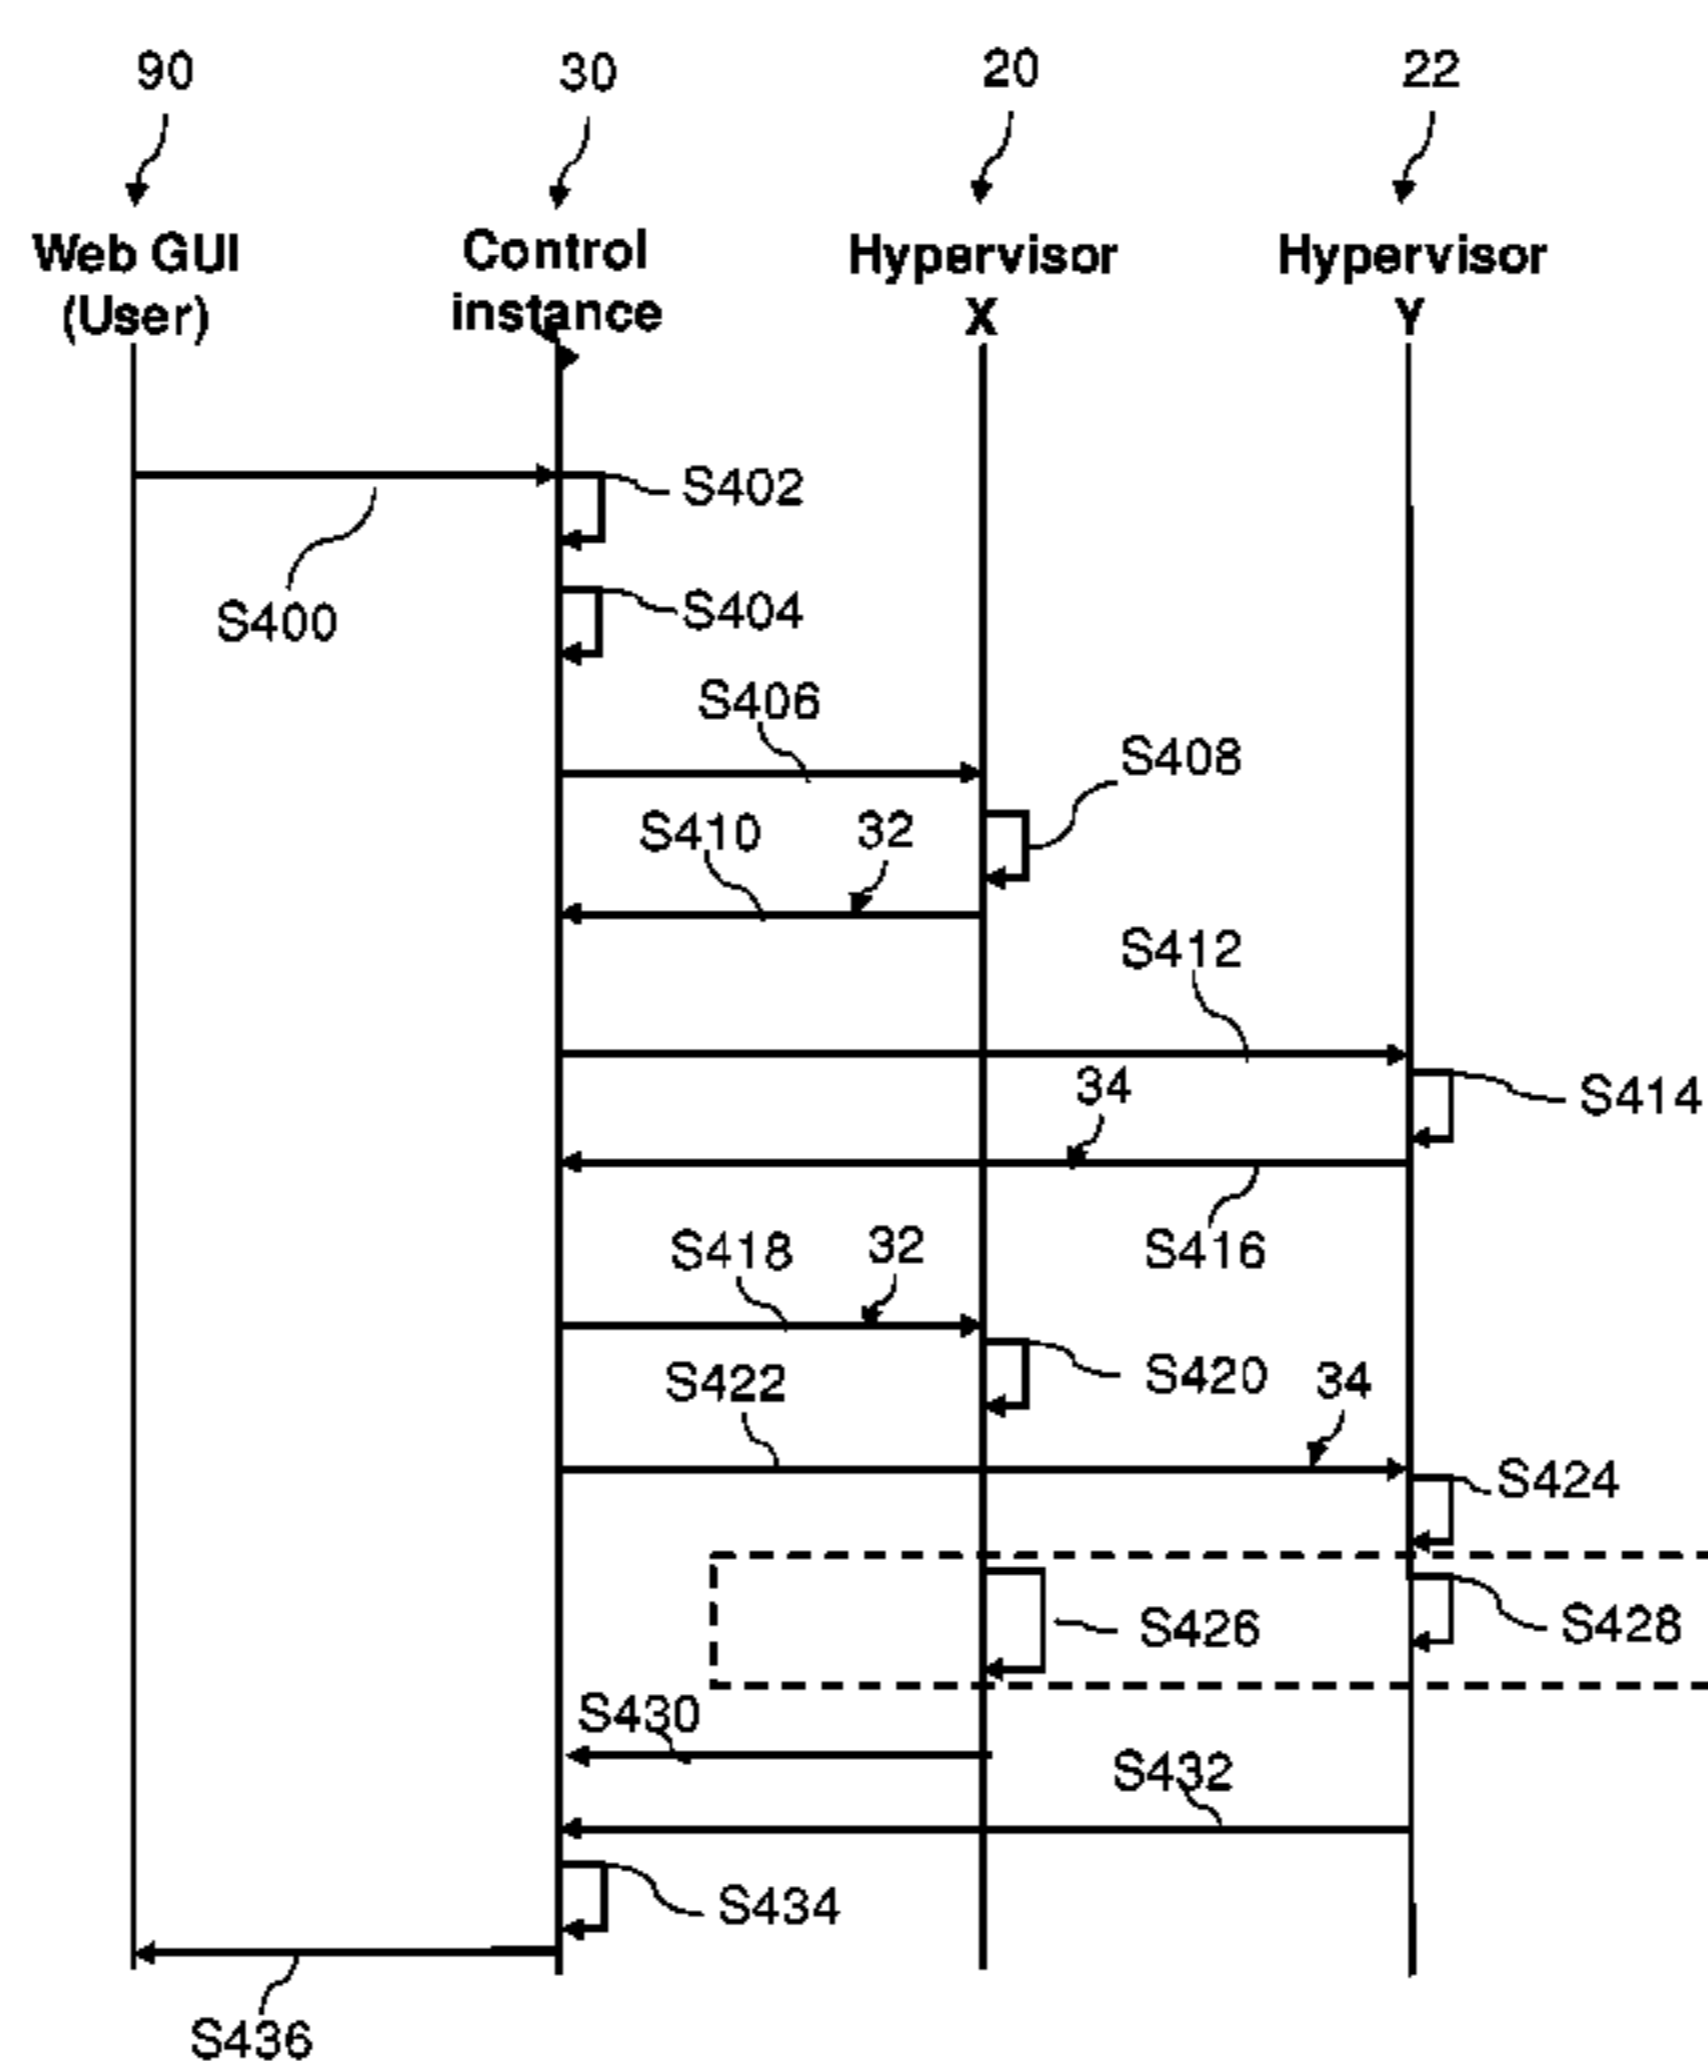 90
30
20
22
Web GUI
(User)
Control
instance
Hypervisor
X
Hypervisor
Y
S402
S400
S404
S406
S408
S410
32
S412
34
S414
S416
S418
32
S420
S422
34
S424
S426
S428
S430
S432
S434
S436